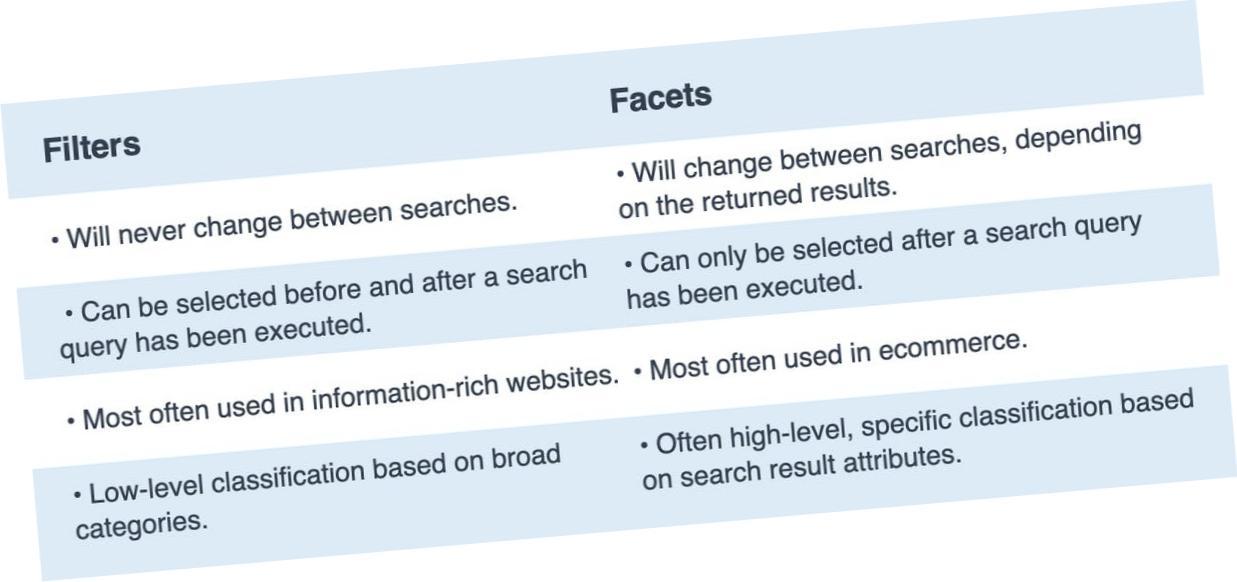 Filters
Facets
• Will never change between searches.
• Will change between searches, depending
on the returned results.
• Can be selected before and after a search
query has been executed.
• Can only be selected after a search query
has been executed.
• Most often used in information-rich websites.
• Most often used in ecommerce.
• Low-level classification based on broad
categories.
• Often high-level, specific classification based
on search result attributes.